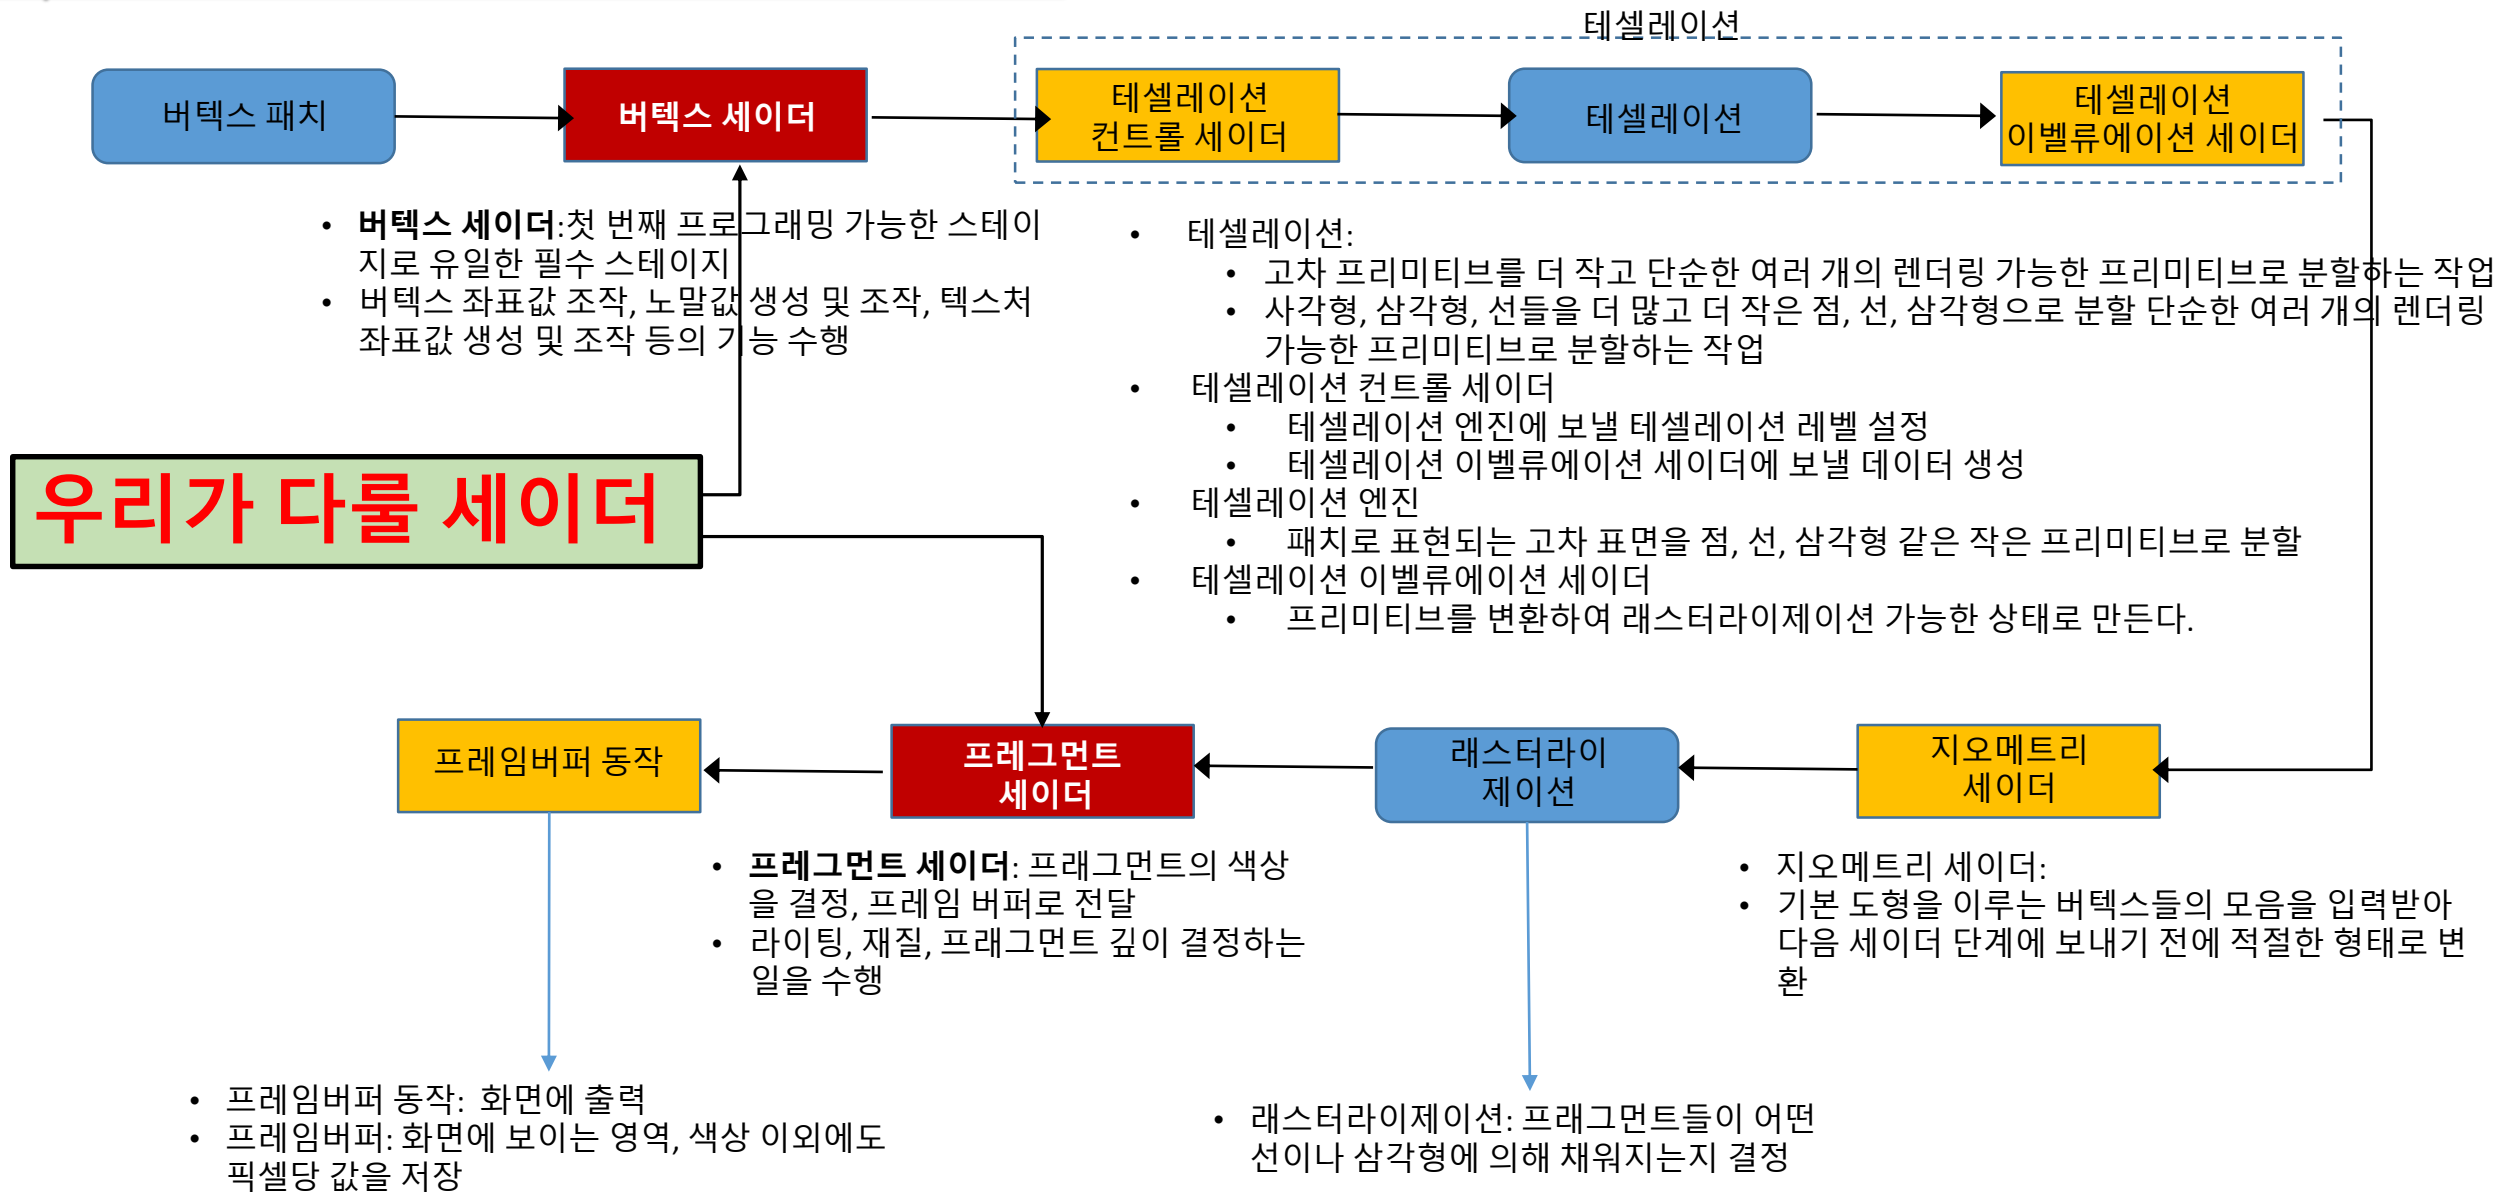 테셀레이션
버텍스 패치
버텍스 세이더
테셀레이션
컨트롤 세이더
테셀레이션
테셀레이션
이벨류에이션 세이더
• 버텍스 세이더:첫 번째 프로그래밍 가능한 스테이
지로 유일한 필수 스테이지
• 버텍스 좌표값 조작, 노말값 생성 및 조작, 텍스처
좌표값 생성 및 조작 등의 기능 수행
• 테셀레이션:
• 고차 프리미티브를 더 작고 단순한 여러 개의 렌더링 가능한 프리미티브로 분할하는 작업
• 사각형, 삼각형, 선들을 더 많고 더 작은 점, 선, 삼각형으로 분할 단순한 여러 개의 렌더링
가능한 프리미티브로 분할하는 작업
• 테셀레이션 컨트롤 세이더
• 테셀레이션 엔진에 보낼 테셀레이션 레벨 설정
• 테셀레이션 이벨류에이션 세이더에 보낼 데이터 생성
• 테셀레이션 엔진
• 패치로 표현되는 고차 표면을 점, 선, 삼각형 같은 작은 프리미티브로 분할
• 테셀레이션 이벨류에이션 세이더
• 프리미티브를 변환하여 래스터라이제이션 가능한 상태로 만든다.
우리가 다룰 세이더
프레임버퍼 동작
프레그먼트
세이더
래스터라이
제이션
지오메트리
세이더
• 프레그먼트 세이더: 프래그먼트의 색상
을 결정, 프레임 버퍼로 전달
• 라이팅, 재질, 프래그먼트 깊이 결정하는
일을 수행
• 지오메트리 세이더:
• 기본 도형을 이루는 버텍스들의 모음을 입력받아
다음 세이더 단계에 보내기 전에 적절한 형태로 변
환
• 프레임버퍼 동작: 화면에 출력
• 프레임버퍼: 화면에 보이는 영역, 색상 이외에도
픽셀당 값을 저장
• 래스터라이제이션: 프래그먼트들이 어떤
선이나 삼각형에 의해 채워지는지 결정